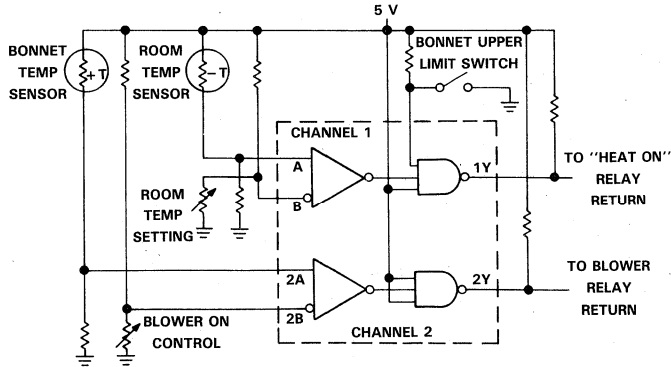 5 V
BONNET
TEMP
SENSOR
+T
ROOM
TEMP
SENSOR
−T
BONNET UPPER
LIMIT SWITCH
CHANNEL 1
A
B
1Y
TO "HEAT ON"
RELAY
RETURN
ROOM
TEMP
SETTING
2A
2B
2Y
TO BLOWER
RELAY
RETURN
BLOWER ON
CONTROL
CHANNEL 2